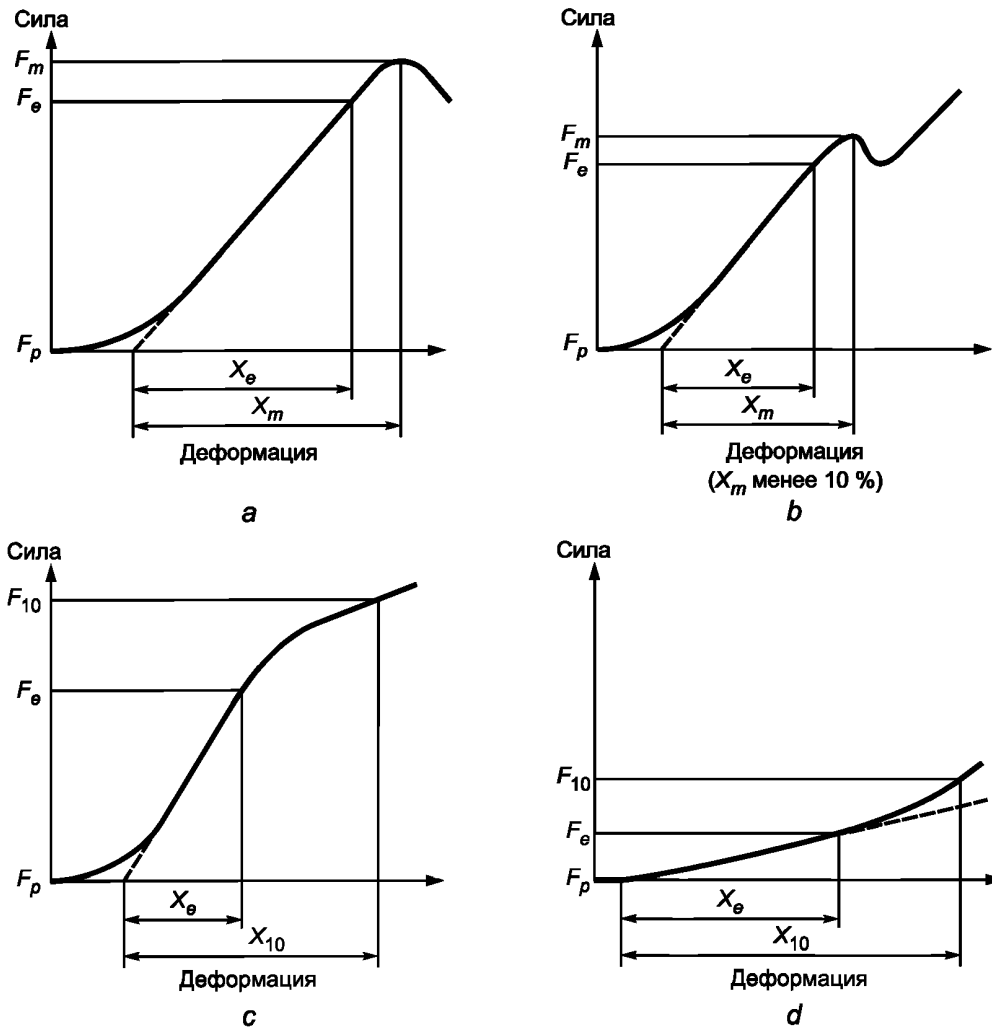 Сила
F_m
F_e
F_p
X_e
X_m
Деформация
a
Сила
F_m
F_e
F_p
X_e
X_m
Деформация
(X_m менее 10 %)
b
Сила
F_10
F_e
F_p
X_e
X_10
Деформация
c
Сила
F_10
F_e
F_p
X_e
X_10
Деформация
d